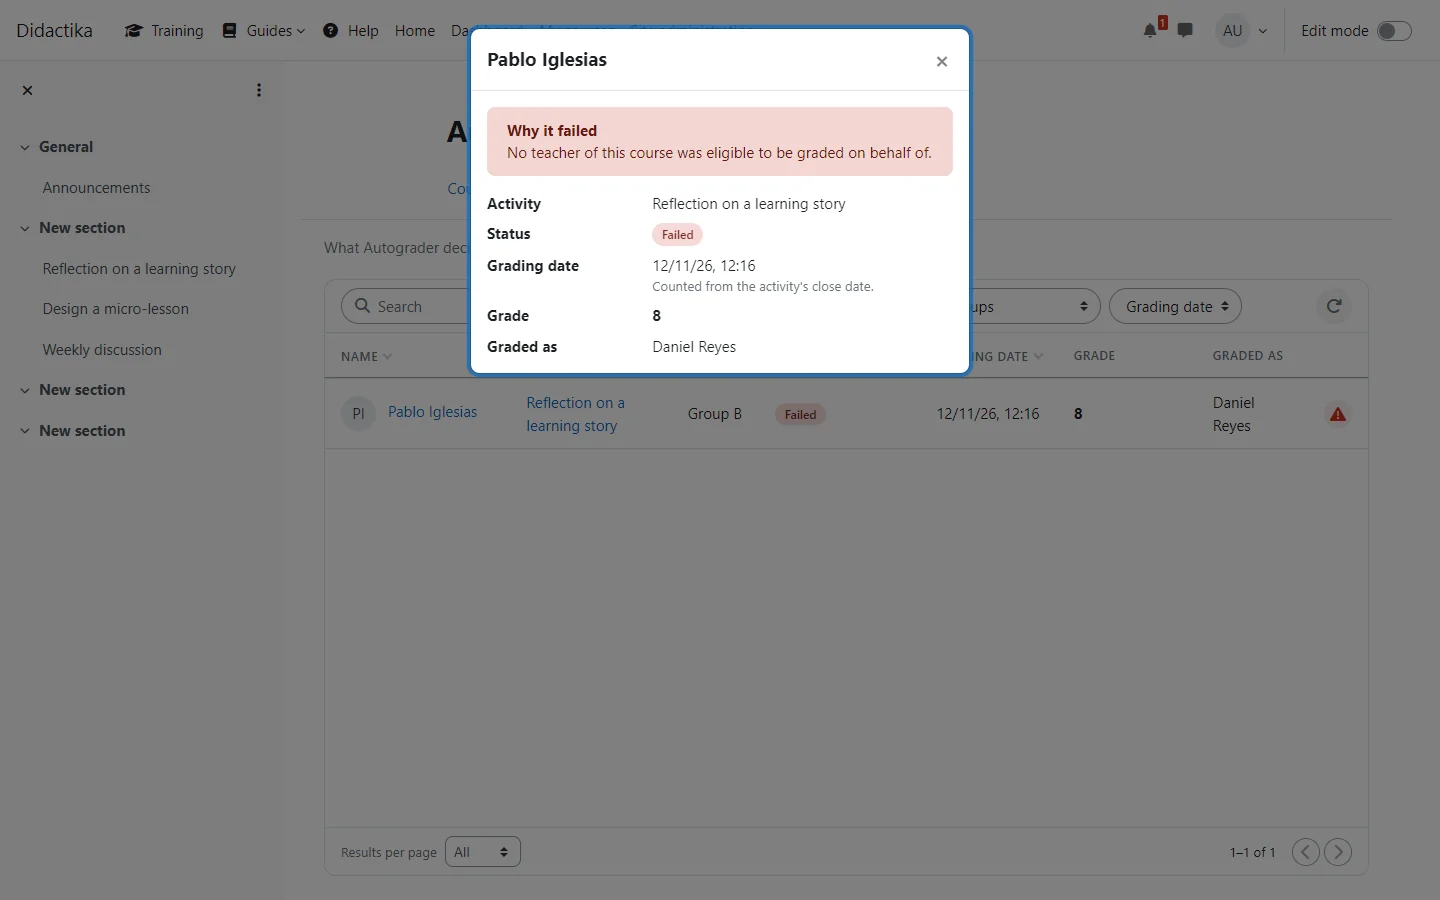 Didactika
Training
Guides
Help
Home
AU
Edit mode
1
General
Announcements
New section
Reflection on a learning story
Design a micro-lesson
Weekly discussion
New section
New section
Pablo Iglesias
Why it failed
No teacher of this course was eligible to be graded on behalf of.
Activity Reflection on a learning story
Status Failed
Grading date 12/11/26, 12:16
Counted from the activity's close date.
Grade 8
Graded as Daniel Reyes
What Autograder
Search
Grading date
NAME
DATE
GRADE
GRADED AS
PI
Pablo Iglesias
Reflection on a
learning story
Group B
Failed
12/11/26, 12:16
8
Daniel
Reyes
Results per page
All
1–1 of 1